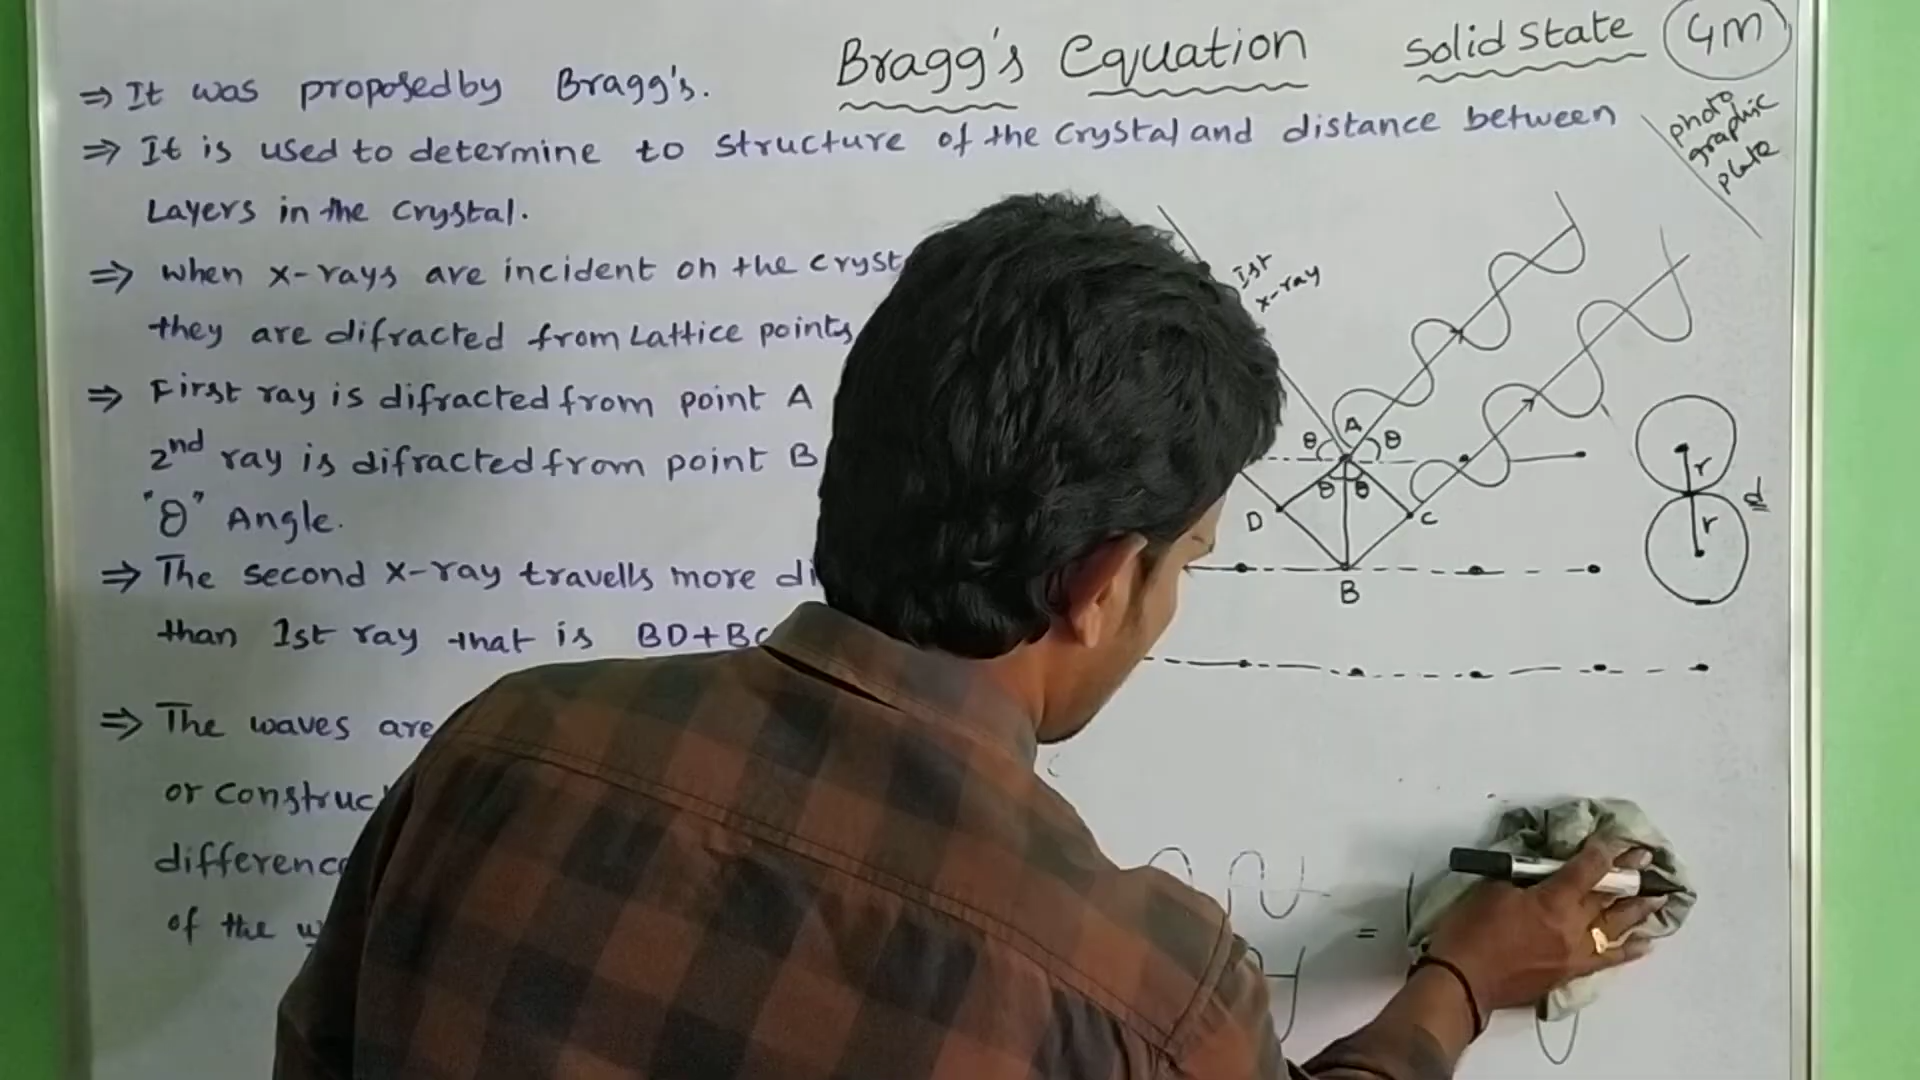 Bragg's Equation Solid State 4M
⇒ It was proposed by Bragg's.
⇒ It is used to determine to structure of the crystal and distance between
Layers in the crystal.
⇒ when x-rays are incident on the cryst
they are difracted from Lattice points
⇒ First ray is difracted from point A
2nd ray is difracted from point B
"θ" Angle.
⇒ The second x-ray travells more di
than 1st ray that is BD+BC
⇒ The waves are
or construc
difference
of the w
photo
graphic
plate
Ist
x-ray
θ A θ
θ θ
D C
B
r
d
r
=